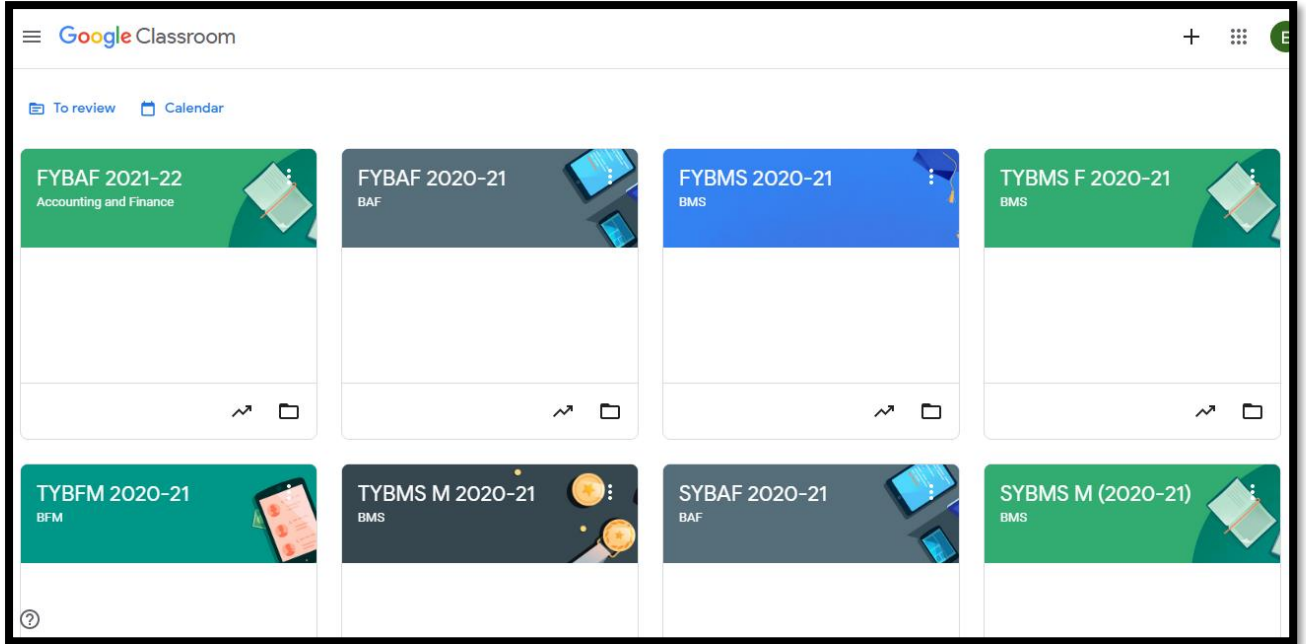 Google Classroom
E
To review Calendar
FYBAF 2021-22
Accounting and Finance
FYBAF 2020-21
BAF
FYBMS 2020-21
BMS
TYBMS F 2020-21
BMS
TYBFM 2020-21
BFM
TYBMS M 2020-21
BMS
SYBAF 2020-21
BAF
SYBMS M (2020-21)
BMS